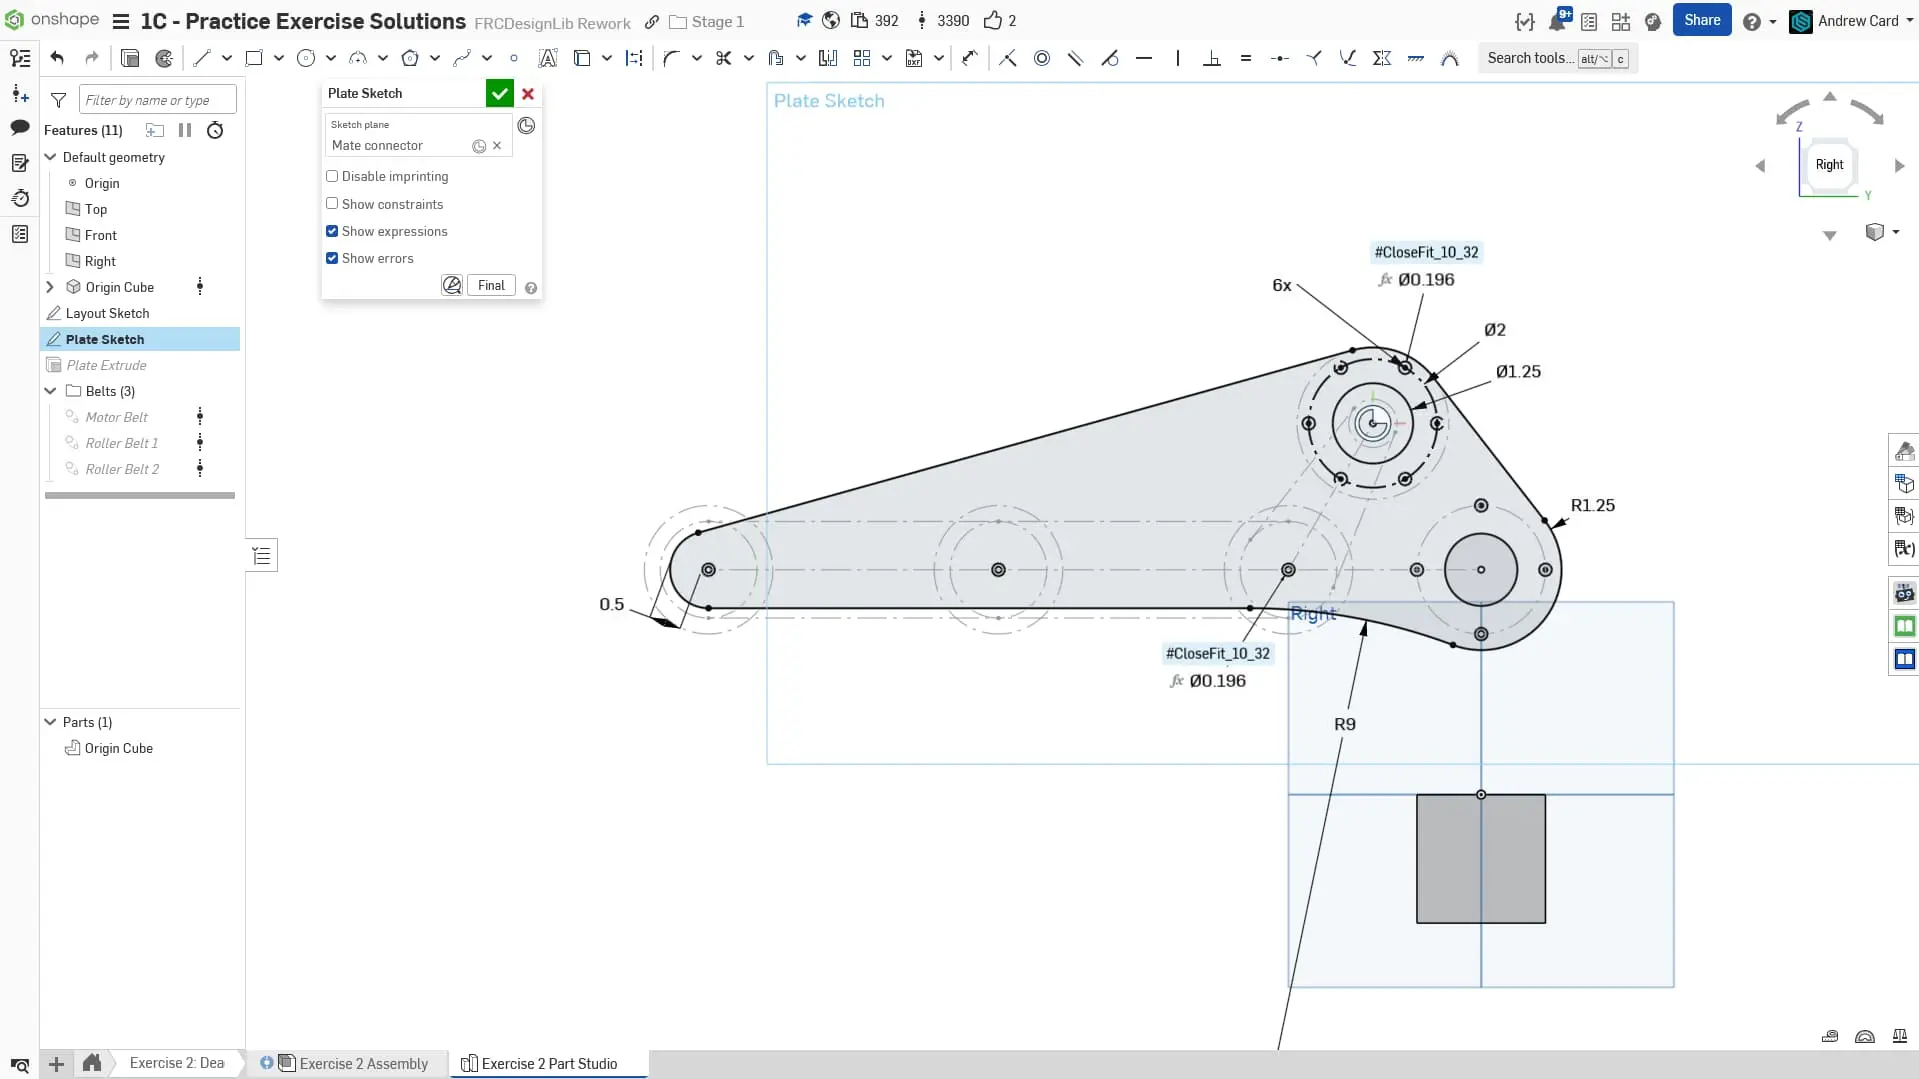 onshape
1C - Practice Exercise Solutions
FRCDesignLib Rework
Stage 1
392
3390
2
9+
Share
Andrew Card
Search tools... alt/⌥ c
Filter by name or type
Features (11)
Default geometry
Origin
Top
Front
Right
Origin Cube
Layout Sketch
Plate Sketch
Plate Extrude
Belts (3)
Motor Belt
Roller Belt 1
Roller Belt 2
Parts (1)
Origin Cube
Plate Sketch
Sketch plane
Mate connector
Disable imprinting
Show constraints
Show expressions
Show errors
Final
Plate Sketch
Z
Right
Y
#CloseFit_10_32
6x
fx Ø0.196
Ø2
Ø1.25
R1.25
0.5
Right
#CloseFit_10_32
fx Ø0.196
R9
Exercise 2: Dea
Exercise 2 Assembly
Exercise 2 Part Studio